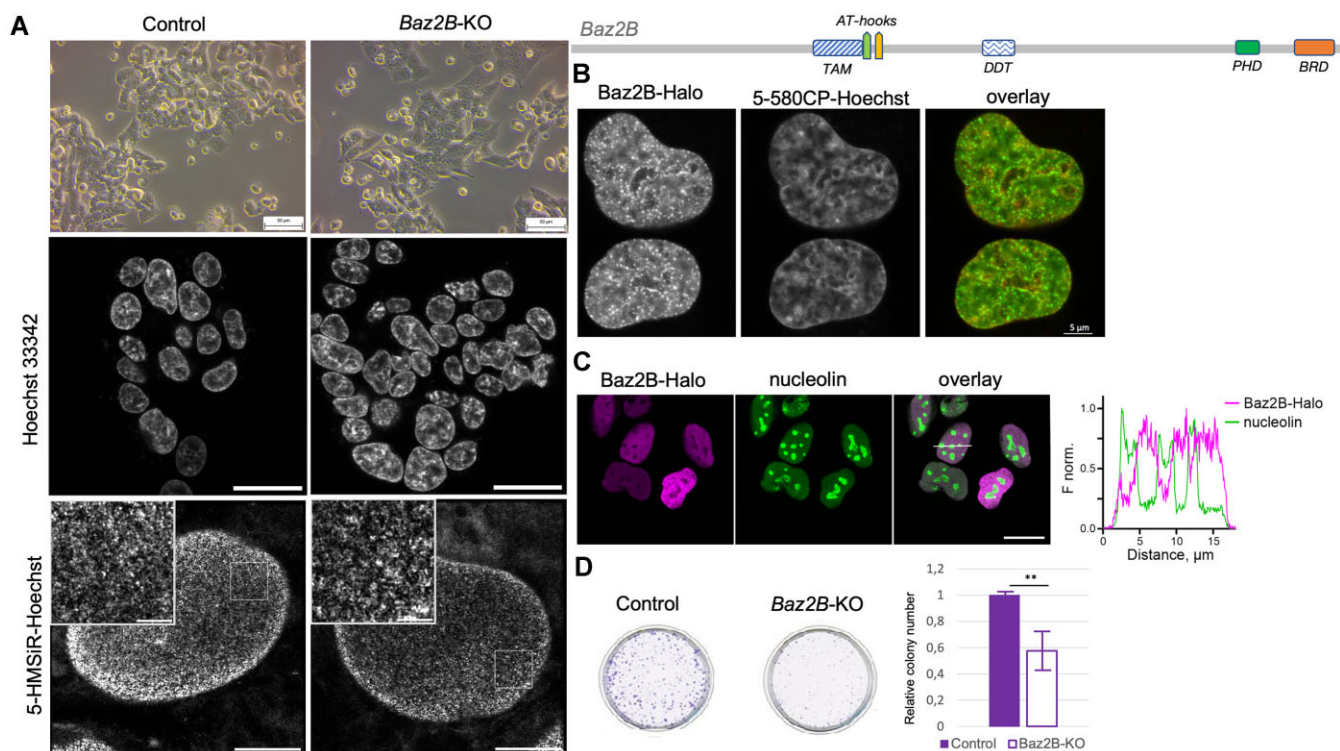 A
Control
Baz2B-KO
50 µm
50 µm
Hoechst 33342
5-HMSiR-Hoechst
Baz2B
AT-hooks
TAM
DDT
PHD
BRD
B
Baz2B-Halo
5-580CP-Hoechst
overlay
5 µm
C
Baz2B-Halo
nucleolin
overlay
F norm.
1.0
0.5
0.0
0
5
10
15
Distance, µm
Baz2B-Halo
nucleolin
D
Control
Baz2B-KO
Relative colony number
1,2
1
0,8
0,6
0,4
0,2
0
**
Control
Baz2B-KO